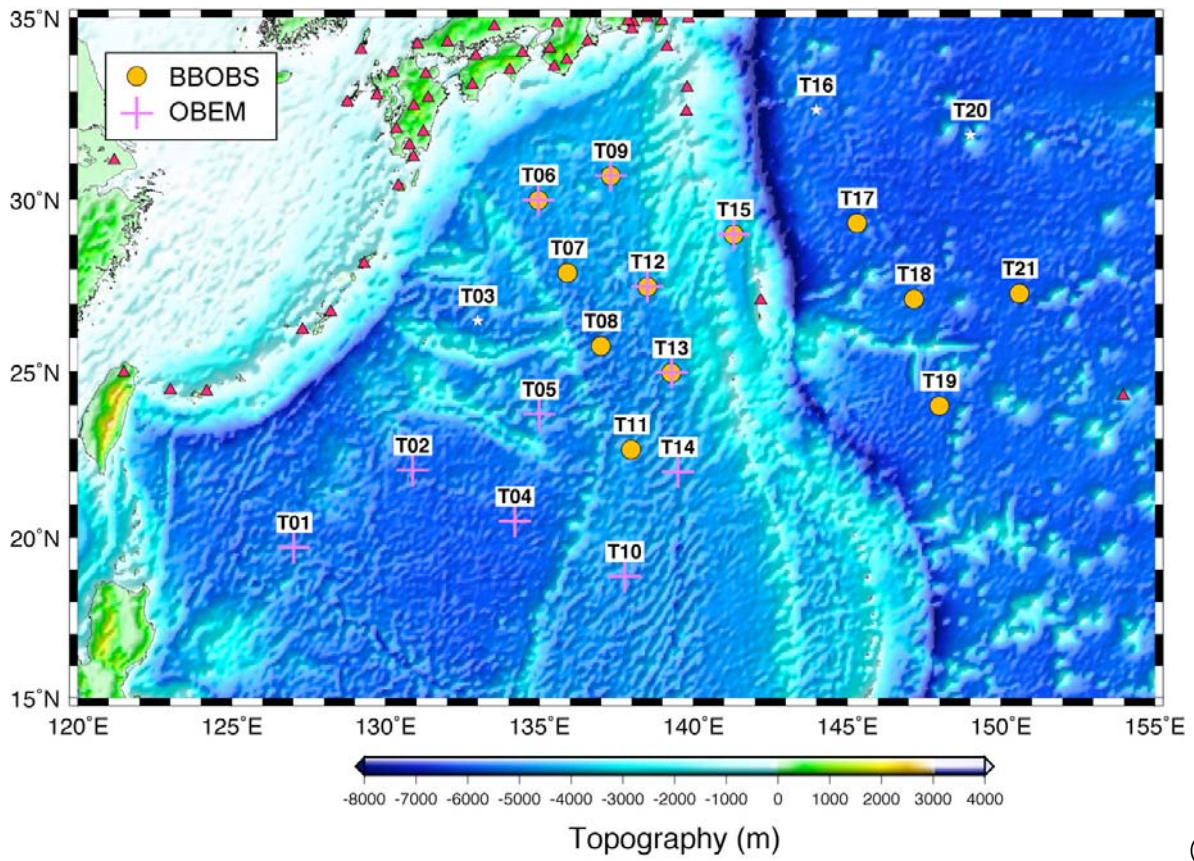 35˚N
BBOBS
OBEM
T16
T20
T09
T06
30˚N
T17
T15
T07
T12
T18
T21
T03
T08
T13
25˚N
T19
T05
T11
T02
T14
T04
20˚N
T01
T10
15˚N
120˚E 125˚E 130˚E 135˚E 140˚E 145˚E 150˚E 155˚E
-8000 -7000 -6000 -5000 -4000 -3000 -2000 -1000 0 1000 2000 3000 4000
Topography (m)
(